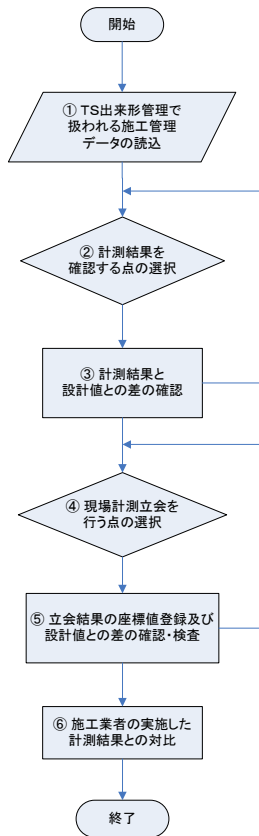 開始
① TS出来形管理で
扱われる施工管理
データの読込
② 計測結果を
確認する点の選択
③ 計測結果と
設計値との差の確認
④ 現場計測立会を
行う点の選択
⑤ 立会結果の座標値登録及び
設計値との差の確認・検査
⑥ 施工業者の実施した
計測結果との対比
終了